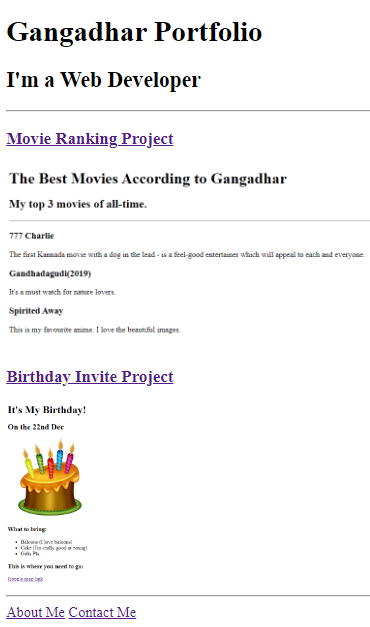 Gangadhar Portfolio
I'm a Web Developer
Movie Ranking Project
The Best Movies According to Gangadhar
My top 3 movies of all-time.
777 Charlie
The first Kannada movie with a dog in the lead - is a feel-good entertainer which will appeal to each and everyone.
Gandhadagudi(2019)
It's a must watch for nature lovers.
Spirited Away
This is my favourite anime. I love the beautiful images.
Birthday Invite Project
It's My Birthday!
On the 22nd Dec
What to bring:
Baloons (I love baloons)
Cake (I'm really good at eating)
Gifts Pls
This is where you need to go:
Google map link
About Me Contact Me